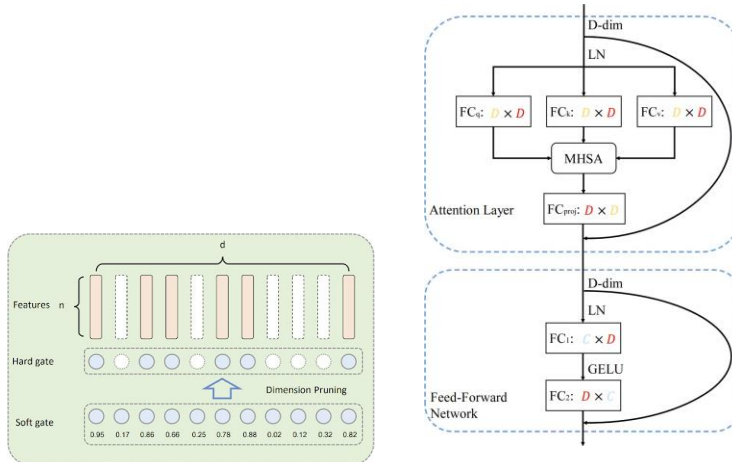 d
Features n
Hard gate
Dimension Pruning
Soft gate
0.95 0.17 0.86 0.66 0.25 0.78 0.88 0.02 0.12 0.32 0.82
D-dim
LN
FCq: D × D
FCk: D × D
FCv: D × D
MHSA
FCproj: D × D
Attention Layer
D-dim
LN
FC₁: C × D
GELU
FC₂: D × C
Feed-Forward
Network